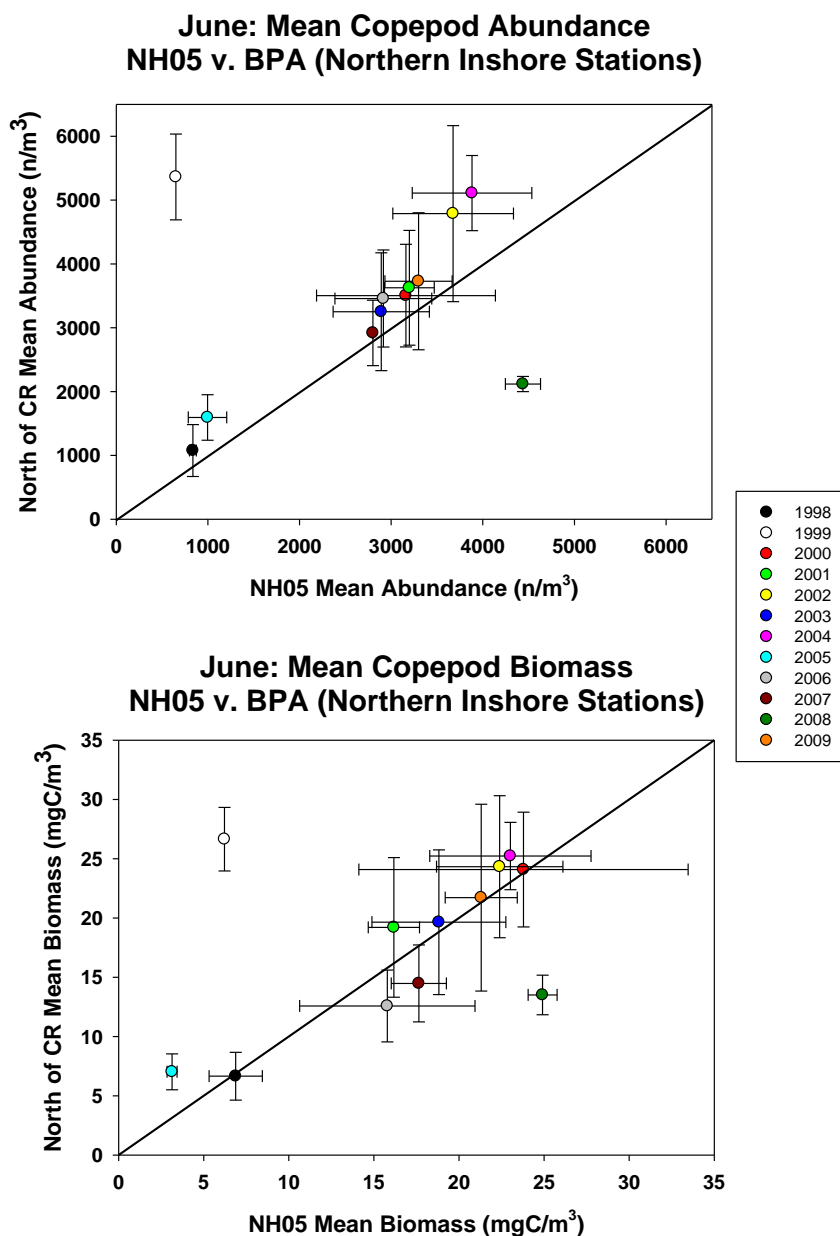 June: Mean Copepod Abundance
NH05 v. BPA (Northern Inshore Stations)
North of CR Mean Abundance (n/m³)
6000
5000
4000
3000
2000
1000
0
0 1000 2000 3000 4000 5000 6000
NH05 Mean Abundance (n/m³)
1998
1999
2000
2001
2002
2003
2004
2005
2006
2007
2008
2009
June: Mean Copepod Biomass
NH05 v. BPA (Northern Inshore Stations)
North of CR Mean Biomass (mgC/m³)
35
30
25
20
15
10
5
0
0 5 10 15 20 25 30 35
NH05 Mean Biomass (mgC/m³)